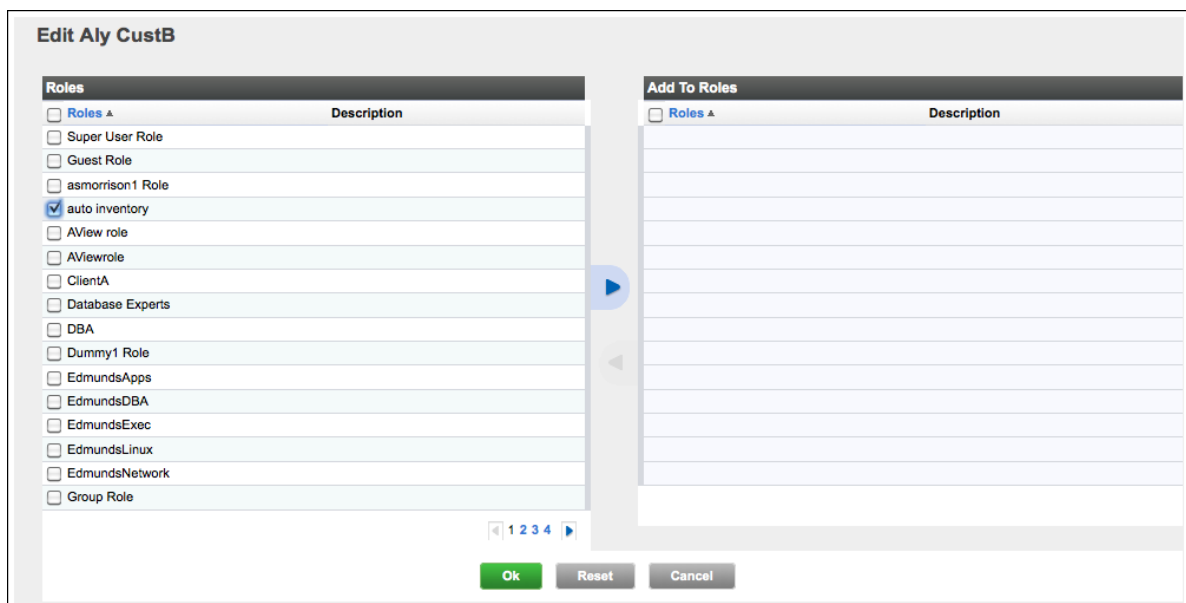 Edit Aly CustB
Roles
Roles ▲ Description
Super User Role
Guest Role
asmorrison1 Role
auto inventory
AView role
AViewrole
ClientA
Database Experts
DBA
Dummy1 Role
EdmundsApps
EdmundsDBA
EdmundsExec
EdmundsLinux
EdmundsNetwork
Group Role
1 2 3 4
Add To Roles
Roles ▲ Description
Ok Reset Cancel